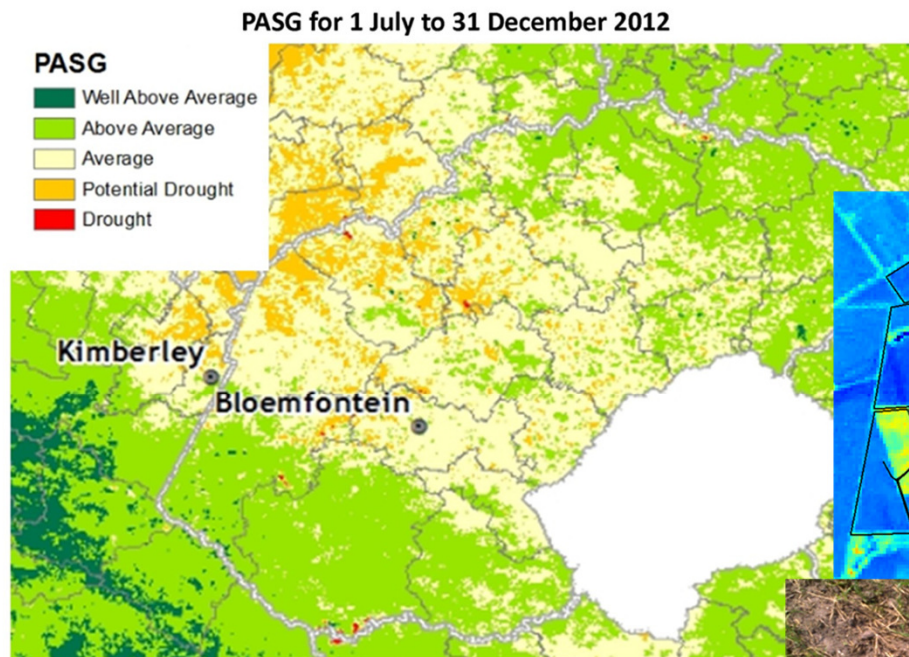 PASG for 1 July to 31 December 2012
PASG
Well Above Average
Above Average
Average
Potential Drought
Drought
Kimberley
Bloemfontein